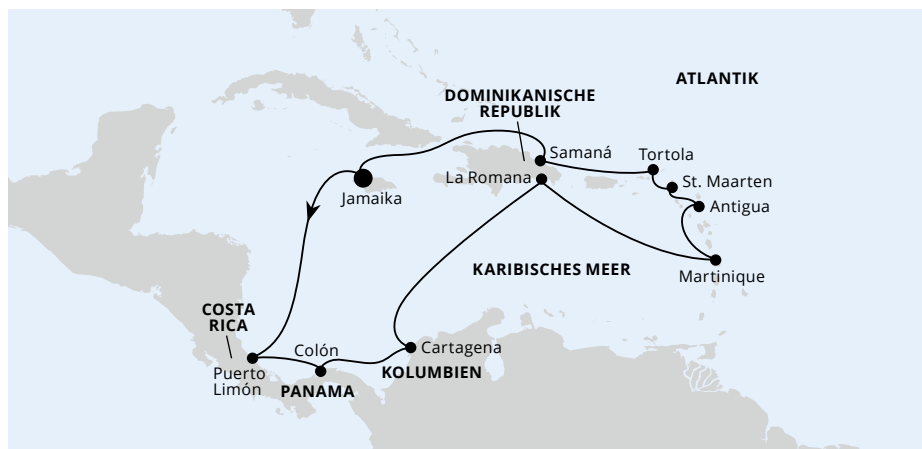 ATLANTIK
DOMINIKANISCHE
REPUBLIK
Samaná
Tortola
La Romana
St. Maarten
Jamaika
Antigua
KARIBISCHES MEER
Martinique
COSTA
RICA
Colón
Cartagena
Puerto
Limón
KOLUMBIEN
PANAMA